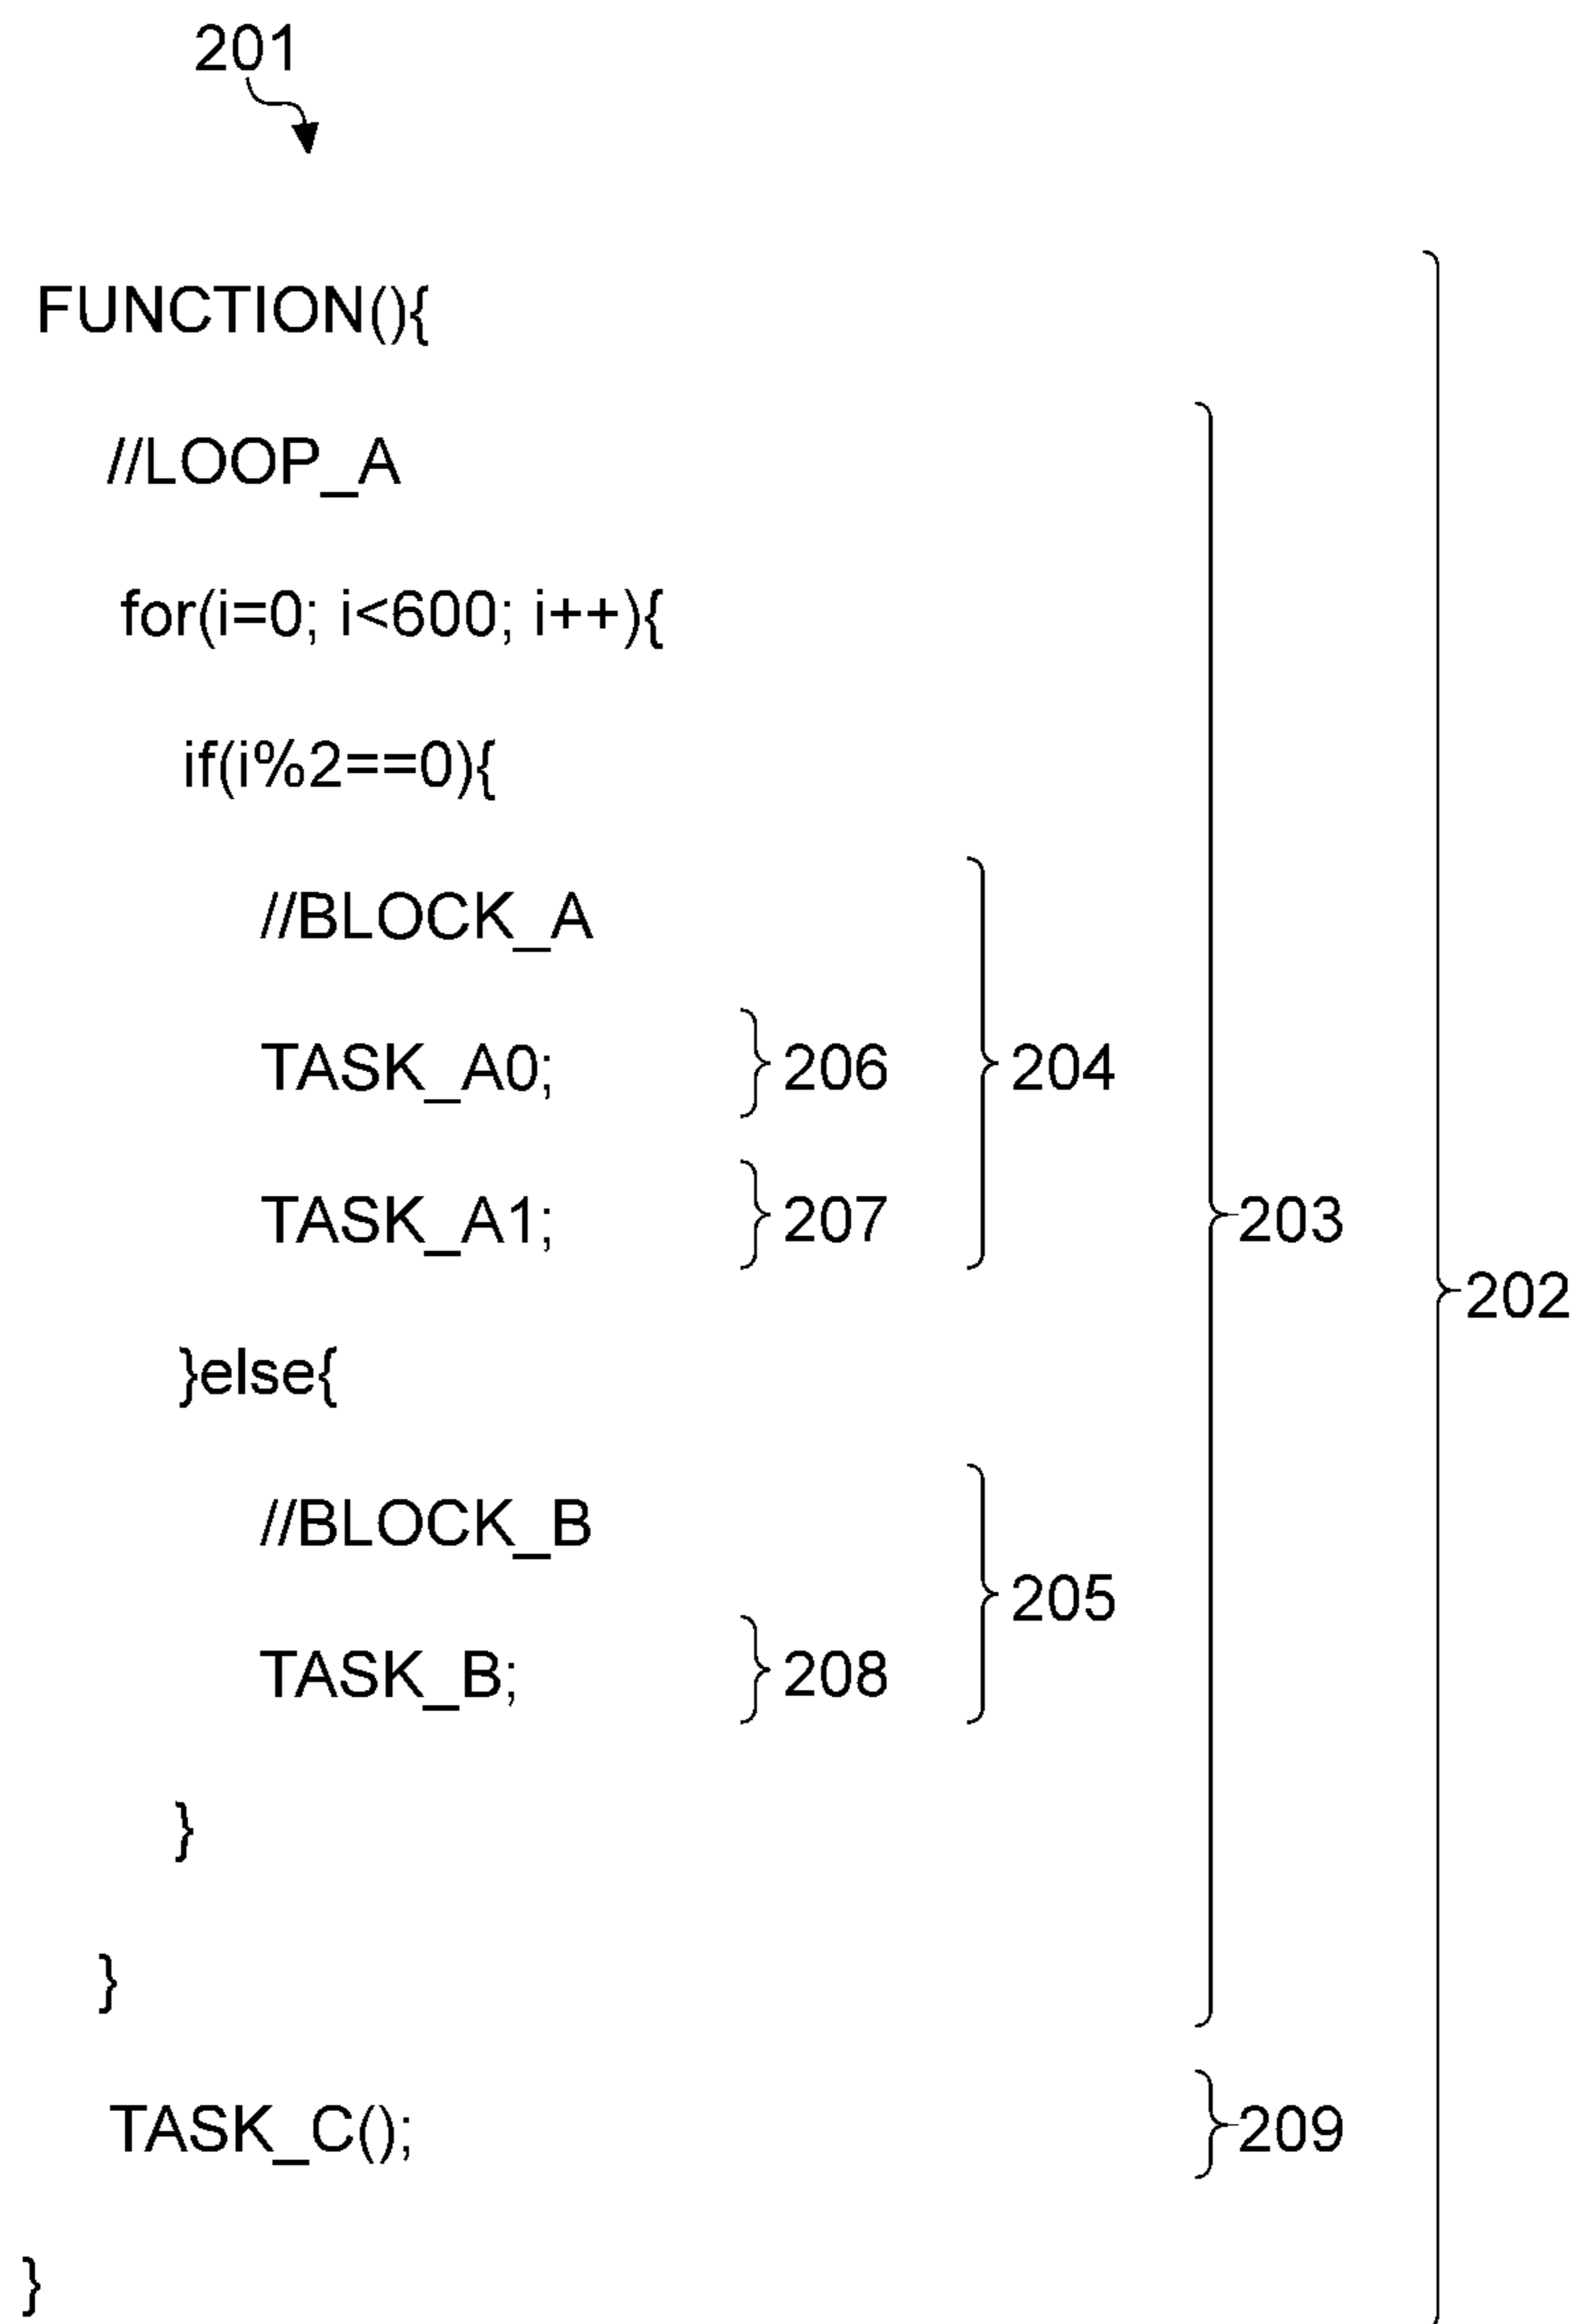 201
FUNCTION(){
//LOOP_A
for(i=0; i<600; i++){
if(i%2==0){
//BLOCK_A
TASK_A0; 206 204
TASK_A1; 207 203
202
}else{
//BLOCK_B
205
TASK_B; 208
}
}
TASK_C(); 209
}